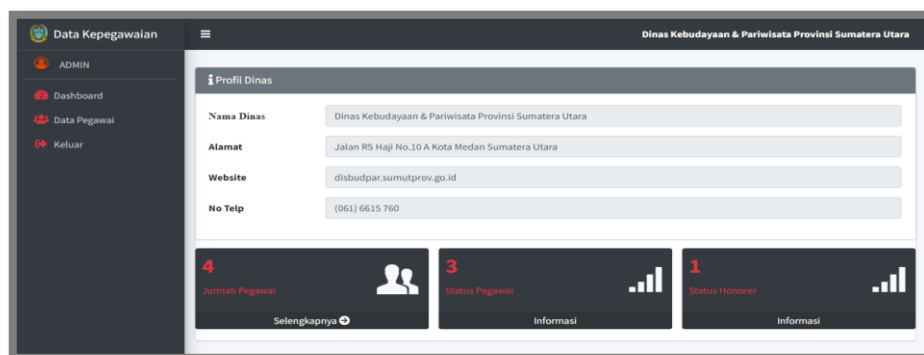 Data Kepegawaian
Dinas Kebudayaan & Pariwisata Provinsi Sumatera Utara
ADMIN
Dashboard
Data Pegawai
Keluar
Profil Dinas
Nama Dinas
Dinas Kebudayaan & Pariwisata Provinsi Sumatera Utara
Alamat
Jalan RS Haji No.10 A Kota Medan Sumatera Utara
Website
disbudpar.sumutprov.go.id
No Telp
(061) 6615 760
4
Jumlah Pegawai
Selengkapnya
3
Status Pegawai
Informasi
1
Status Honorer
Informasi